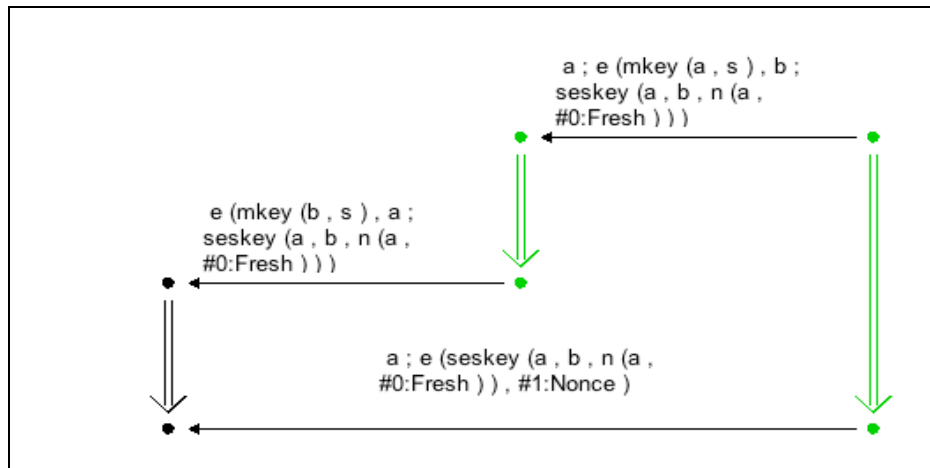 a ; e (mkey (a , s ) , b ;
seskey (a , b , n (a ,
#0:Fresh ) ) )
e (mkey (b , s ) , a ;
seskey (a , b , n (a ,
#0:Fresh ) ) )
a ; e (seskey (a , b , n (a ,
#0:Fresh ) ) , #1:Nonce )